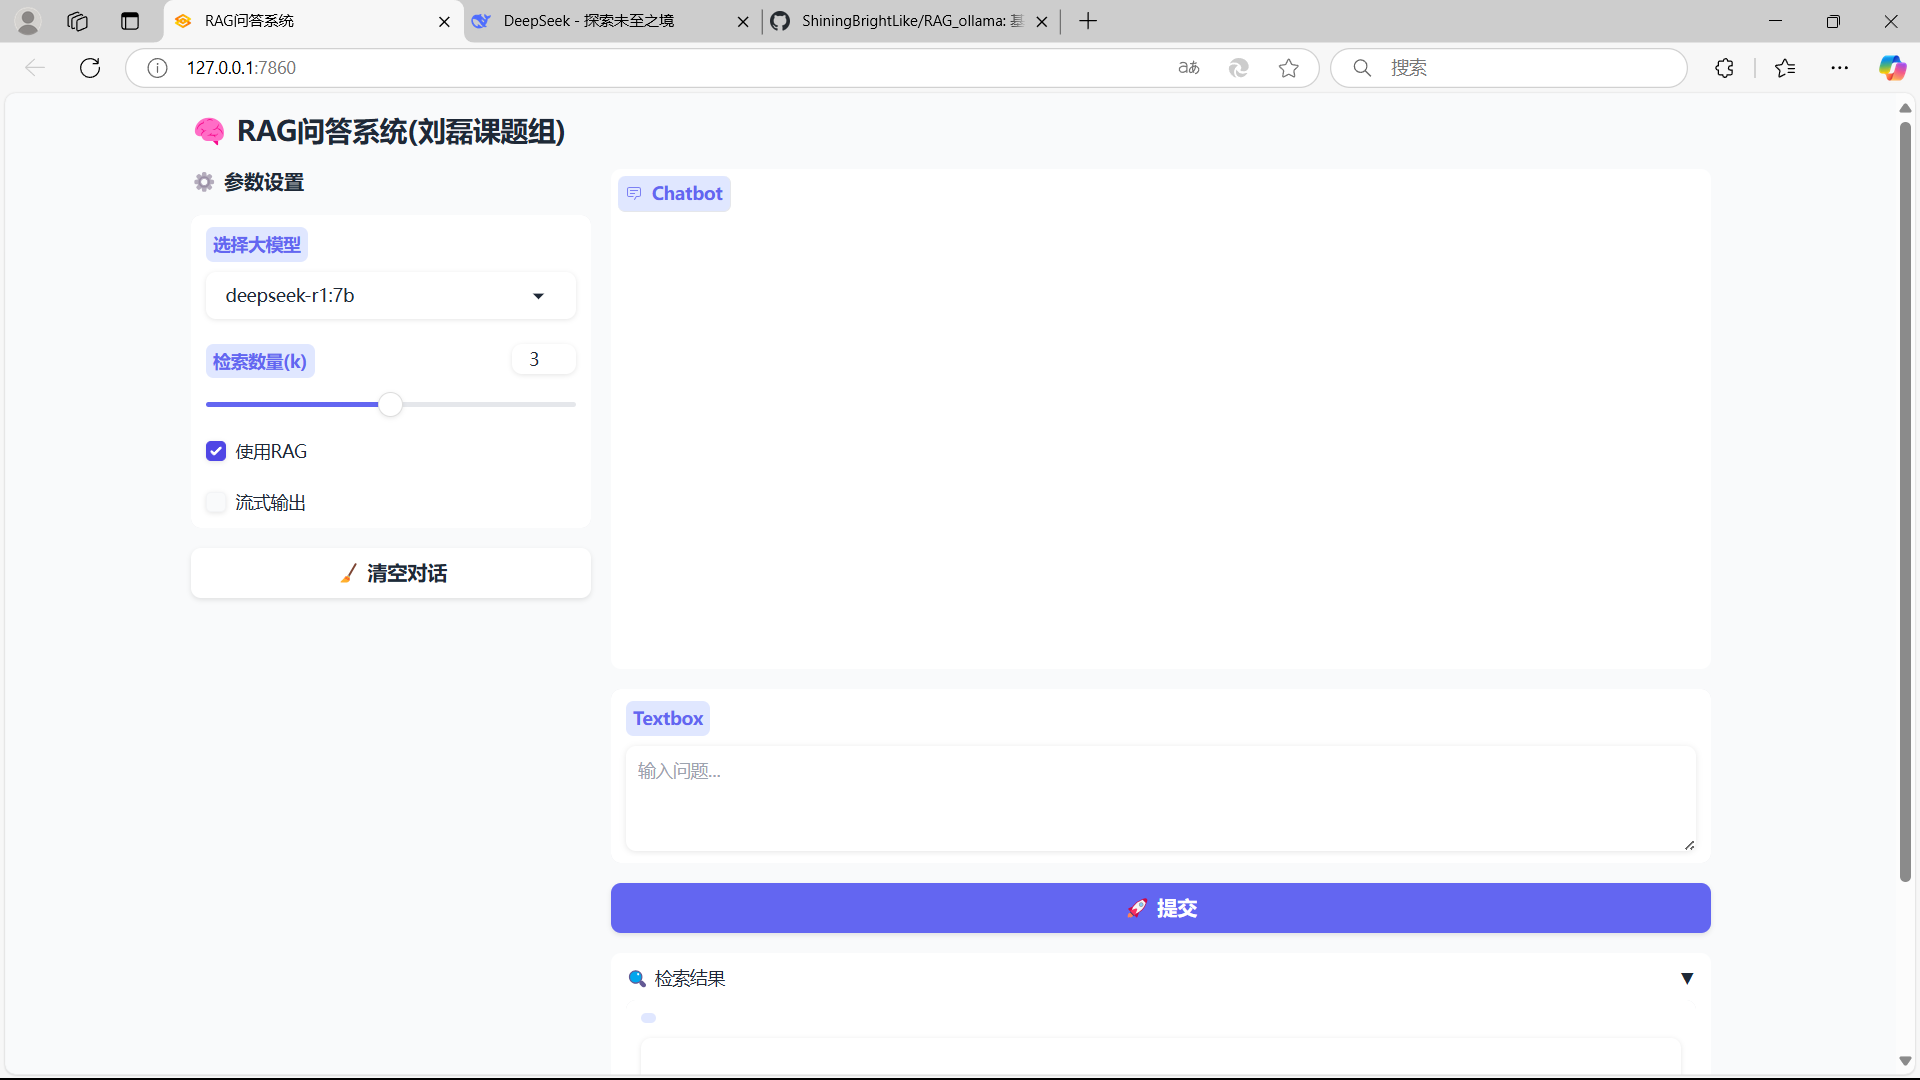 RAG问答系统
DeepSeek - 探索未至之境
ShiningBrightLike/RAG_ollama: 基
127.0.0.1:7860
aあ
搜索
RAG问答系统(刘磊课题组)
参数设置
选择大模型
deepseek-r1:7b
检索数量(k)
3
使用RAG
流式输出
清空对话
Chatbot
Textbox
输入问题...
提交
检索结果